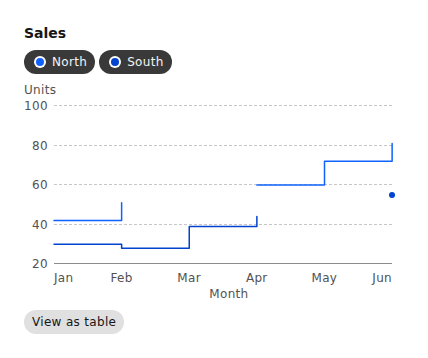 Sales
North South
Units
100
80
60
40
20
Jan Feb Mar Apr May Jun
Month
View as table